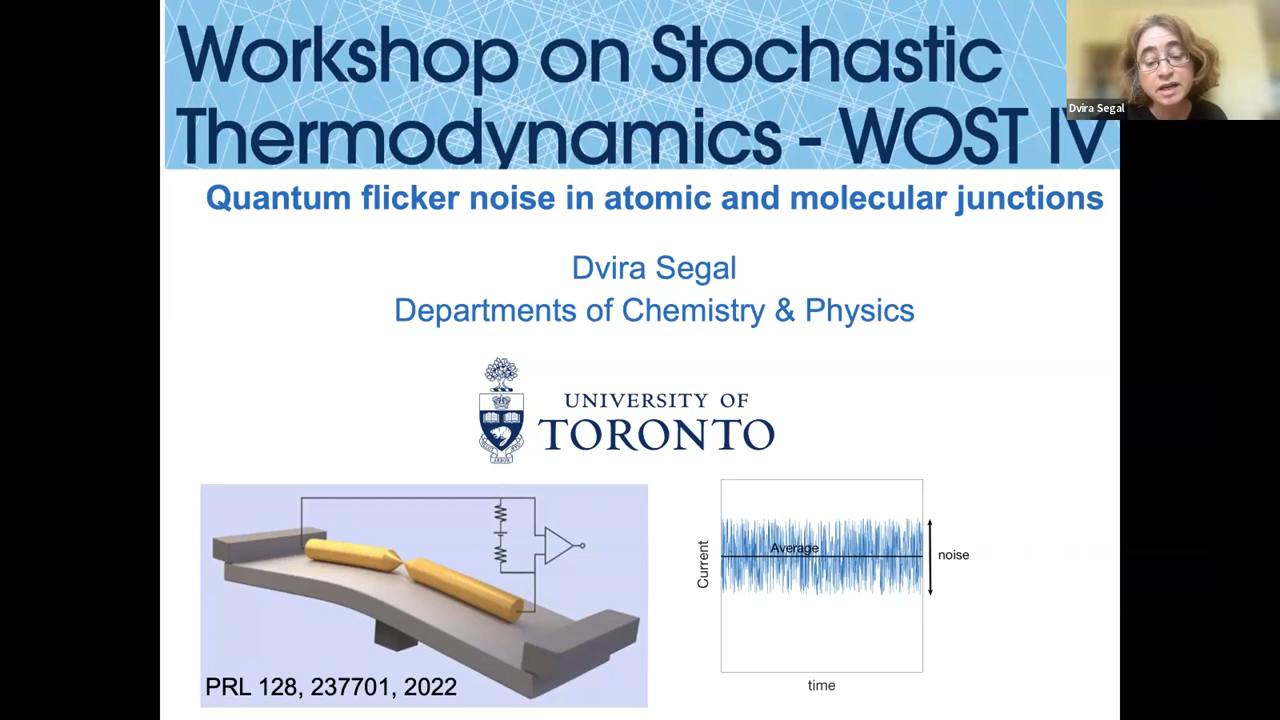 Workshop on Stochastic
Thermodynamics - WOST IV
Dvira Segal
Quantum flicker noise in atomic and molecular junctions
Dvira Segal
Departments of Chemistry & Physics
UNIVERSITY OF
TORONTO
Current
Average
noise
time
PRL 128, 237701, 2022